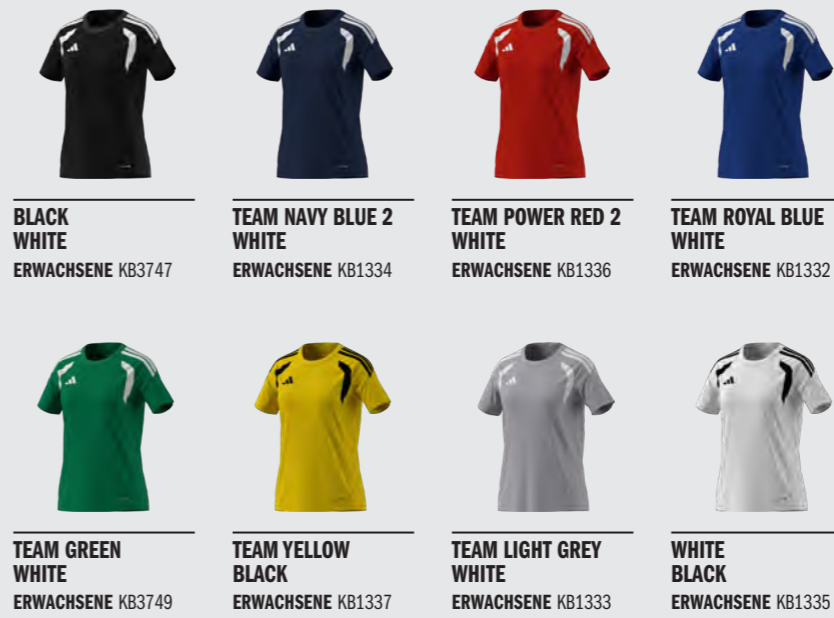 BLACK
WHITE
ERWACHSENE KB3747
TEAM NAVY BLUE 2
WHITE
ERWACHSENE KB1334
TEAM POWER RED 2
WHITE
ERWACHSENE KB1336
TEAM ROYAL BLUE
WHITE
ERWACHSENE KB1332
TEAM GREEN
WHITE
ERWACHSENE KB3749
TEAM YELLOW
BLACK
ERWACHSENE KB1337
TEAM LIGHT GREY
WHITE
ERWACHSENE KB1333
WHITE
BLACK
ERWACHSENE KB1335